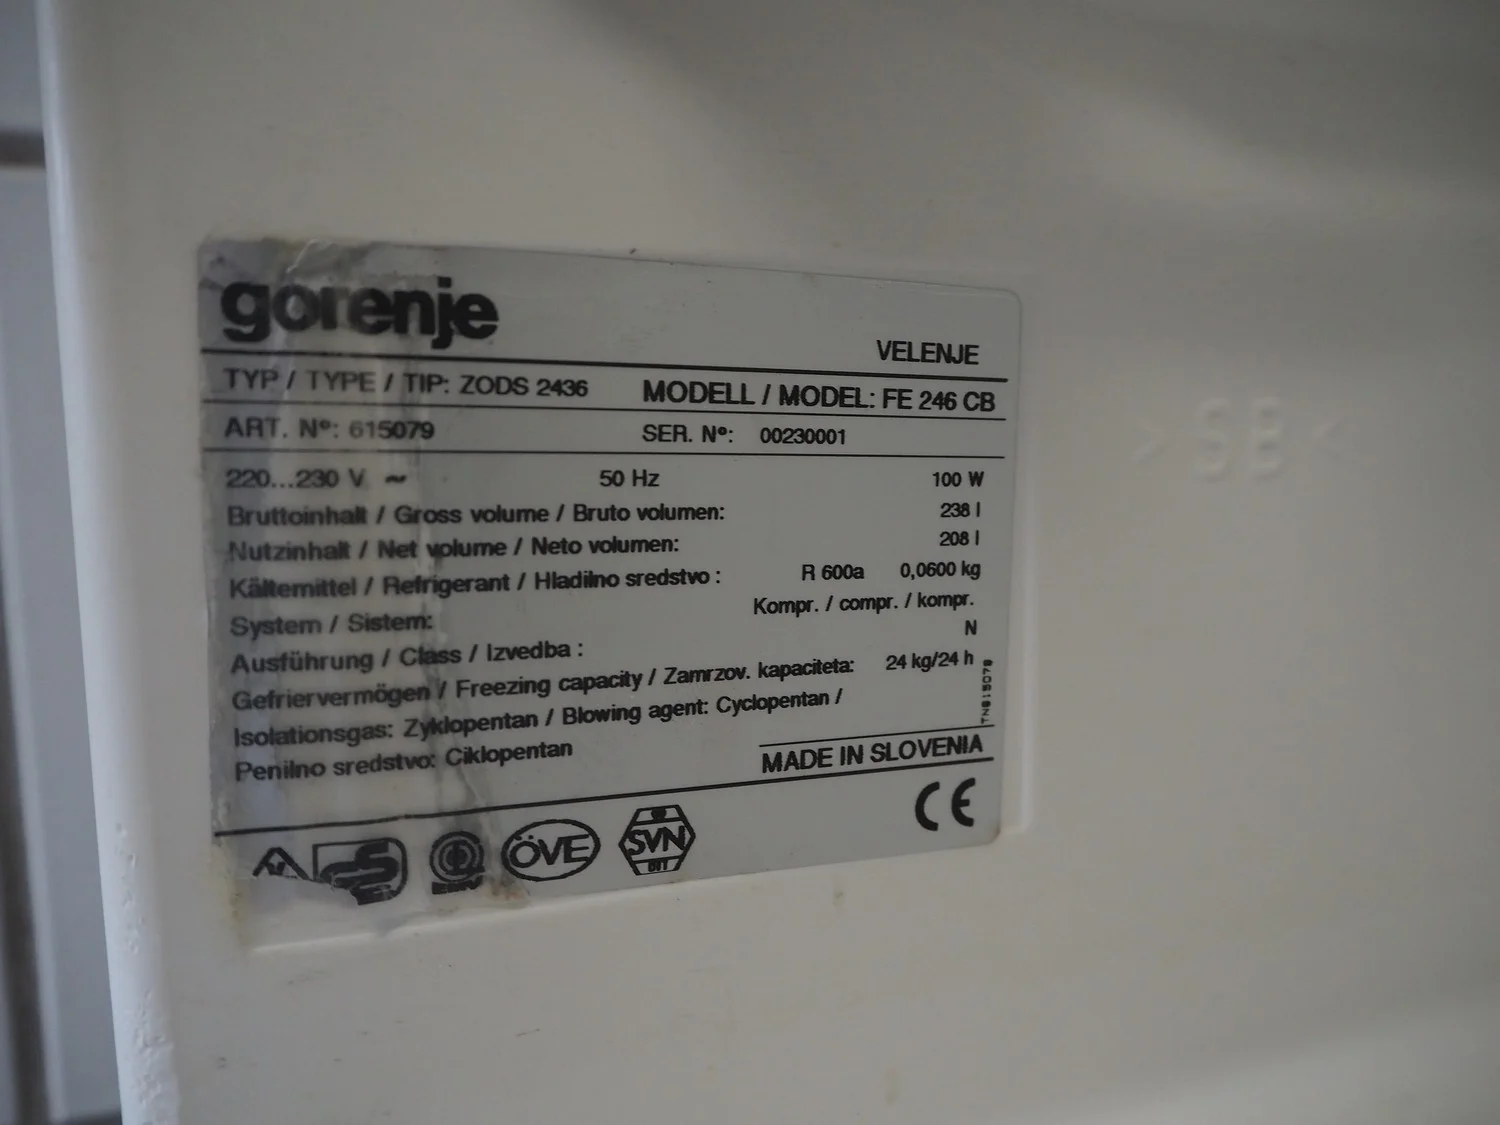 gorenje
VELENJE
TYP / TYPE / TIP: ZODS 2436 MODELL / MODEL: FE 246 CB
ART. Nº: 615079 SER. Nº: 00230001
220...230 V ~ 50 Hz 100 W
Bruttoinhalt / Gross volume / Bruto volumen: 238 l
Nutzinhalt / Net volume / Neto volumen: 208 l
Kältemittel / Refrigerant / Hladilno sredstvo : R 600a 0,0600 kg
System / Sistem: Kompr. / compr. / kompr.
Ausführung / Class / Izvedba : N
Gefriervermögen / Freezing capacity / Zamrzov. kapaciteta: 24 kg/24 h
Isolationsgas: Zyklopentan / Blowing agent: Cyclopentan /
Penilno sredstvo: Ciklopentan
TN615079
MADE IN SLOVENIA
CE
GS
ÖVE
SVN
>SB<